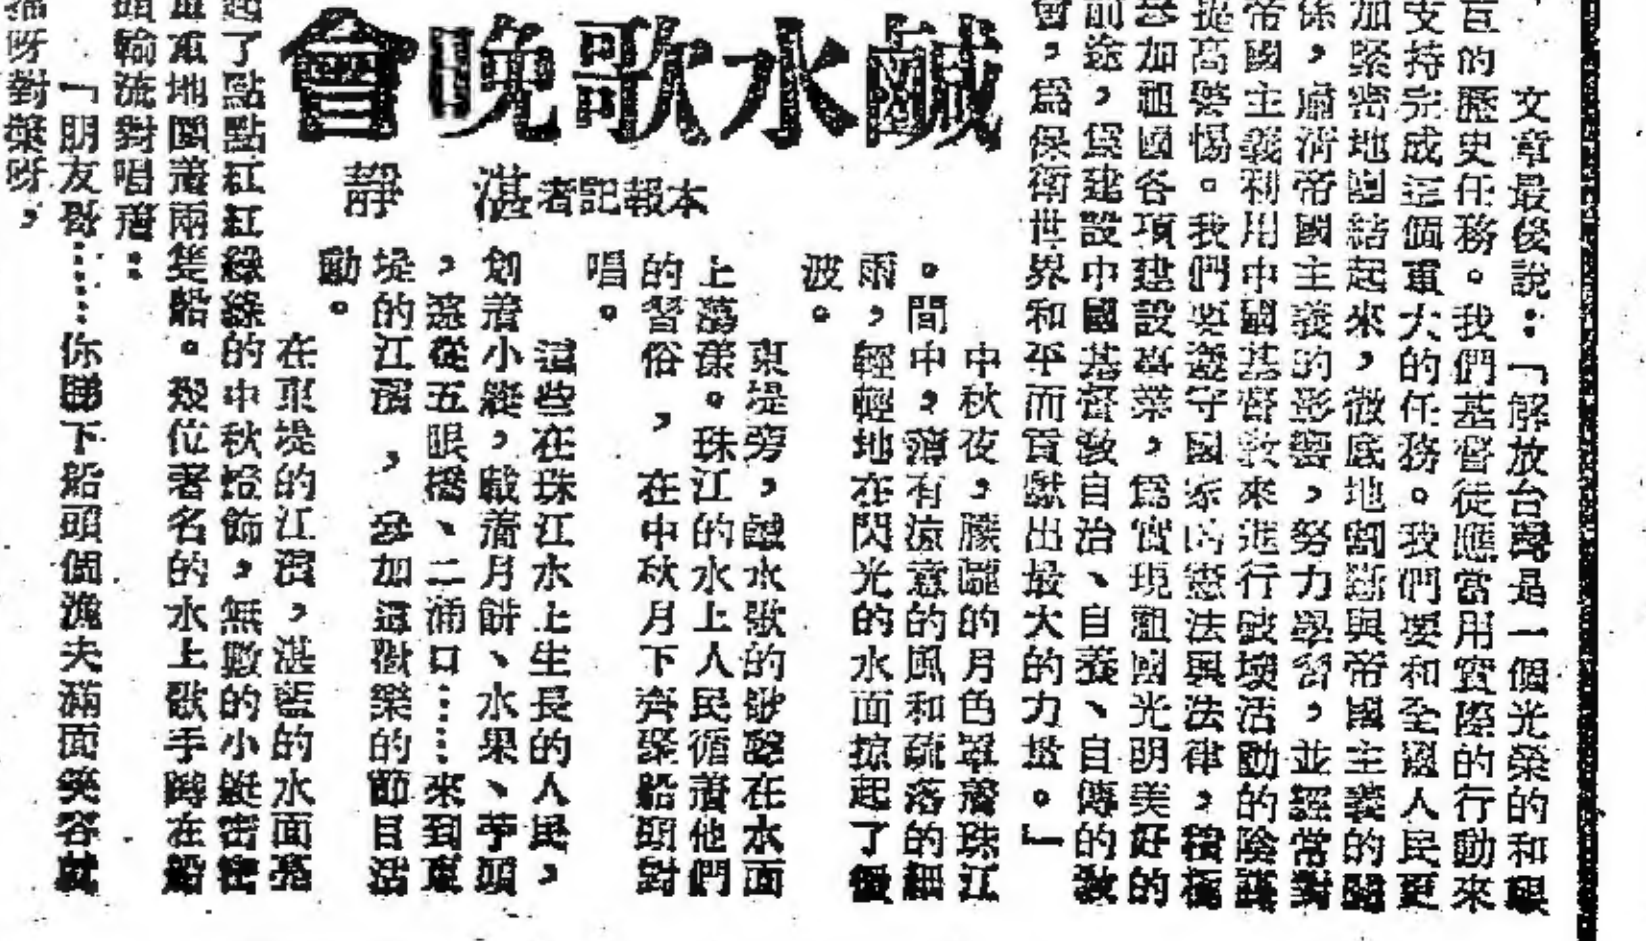 文章最後說：「解放台灣是一個光榮的和艱
巨的歷史任務。我們基督徒應當用實際的行動來
支持完成這個重大的任務。我們要和全國人民更
加緊密地團結起來，徹底地割斷與帝國主義的關
係，肅清帝國主義的影響，努力學習，並經常對
帝國主義利用中國基督教來進行破壞活動的陰謀
提高警惕。我們要遵守國家的憲法與法律，積極
參加祖國各項建設事業，為實現祖國光明美好的
前途，為建設中國基督教自治、自養、自傳的教
會，為保衛世界和平而貢獻出最大的力量。」
鹹水歌晚會
本報記者 湛靜
中秋夜，朦朧的月色罩着珠江
。間中，薄有涼意的風和疏落的細
雨，輕輕地在閃光的水面掠起了微
波。
東堤旁，鹹水歌的歌聲在水面
上蕩漾。珠江的水上人民循着他們
的習俗，在中秋月下齊聚船頭對
唱。
這些在珠江水上生長的人民，
划着小艇，載着月餅、水果、芋頭
，遠從五眼橋、二涌口……來到東
堤的江濱，參加這歡樂的節目活
動。
在東堤的江濱，湛藍的水面亮
起了點點紅紅綠綠的中秋燈飾，無數的小艇密密
重重地圍着兩隻船。幾位著名的水上歌手蹲在船
頭輪流對唱着：
「朋友哥……你睇下船頭個漁夫滿面笑容就
呀對槳呀，